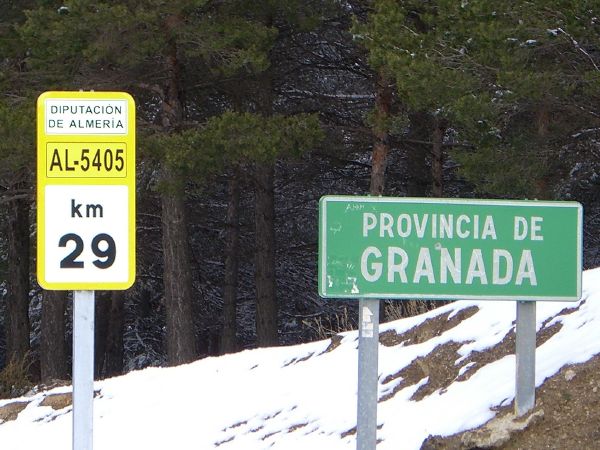 DIPUTACIÓN
DE ALMERÍA
AL-5405
km
29
PROVINCIA DE
GRANADA